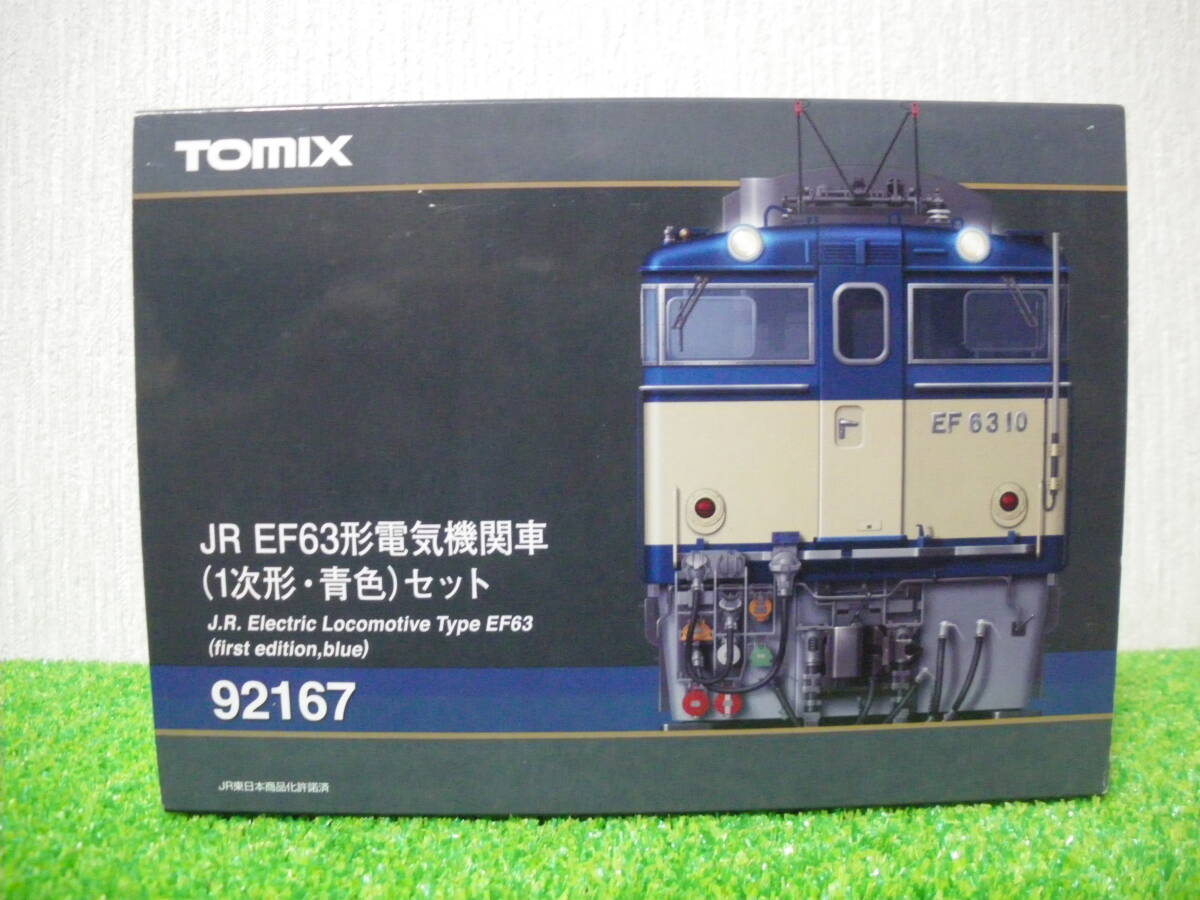 TOMIX
EF 63 10
JR EF63形電気機関車
(1次形・青色)セット
J.R. Electric Locomotive Type EF63
(first edition,blue)
92167
JR東日本商品化許諾済